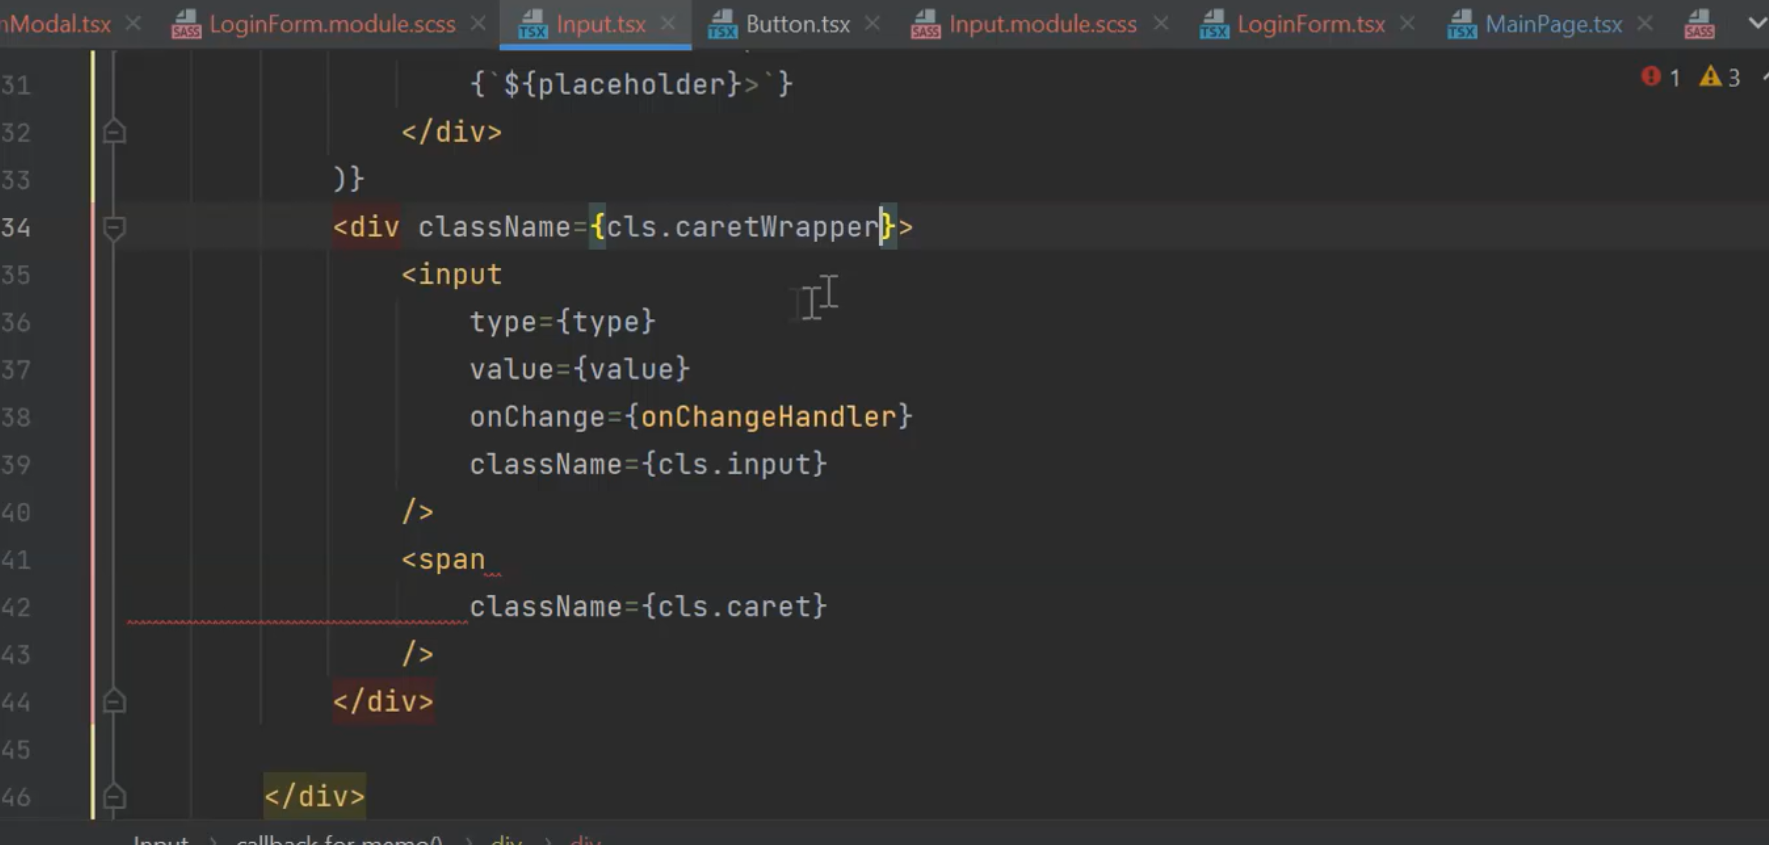 nModal.tsx LoginForm.module.scss Input.tsx Button.tsx Input.module.scss LoginForm.tsx MainPage.tsx
1 3
31 {`${placeholder}>`}
32 </div>
33 )}
34 <div className={cls.caretWrapper}>
35 <input
36 type={type}
37 value={value}
38 onChange={onChangeHandler}
39 className={cls.input}
40 />
41 <span
42 className={cls.caret}
43 />
44 </div>
45
46 </div>
Input callback for memo() div div